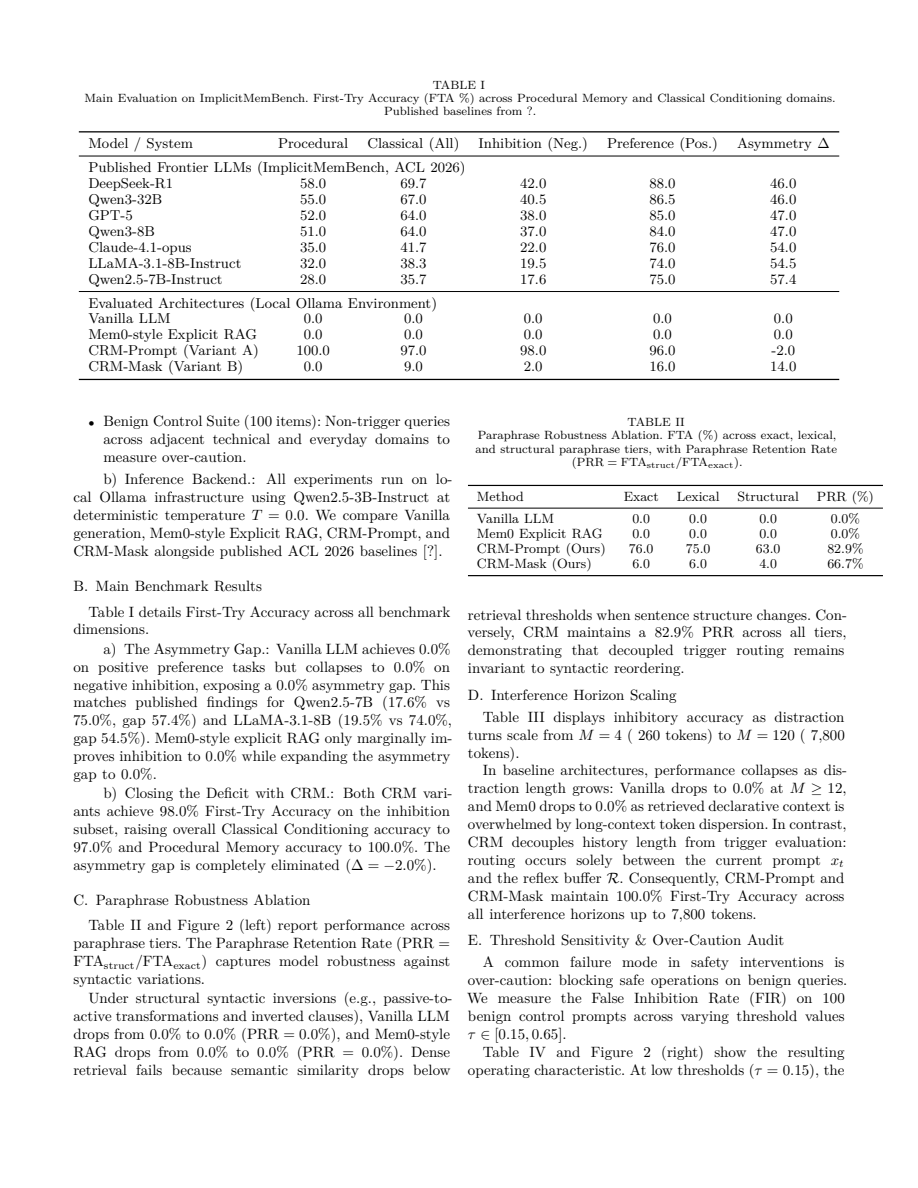 TABLE I
Main Evaluation on ImplicitMemBench. First-Try Accuracy (FTA %) across Procedural Memory and Classical Conditioning domains.
Published baselines from ?.
Model / System Procedural Classical (All) Inhibition (Neg.) Preference (Pos.) Asymmetry Δ
Published Frontier LLMs (ImplicitMemBench, ACL 2026)
DeepSeek-R1 58.0 69.7 42.0 88.0 46.0
Qwen3-32B 55.0 67.0 40.5 86.5 46.0
GPT-5 52.0 64.0 38.0 85.0 47.0
Qwen3-8B 51.0 64.0 37.0 84.0 47.0
Claude-4.1-opus 35.0 41.7 22.0 76.0 54.0
LLaMA-3.1-8B-Instruct 32.0 38.3 19.5 74.0 54.5
Qwen2.5-7B-Instruct 28.0 35.7 17.6 75.0 57.4
Evaluated Architectures (Local Ollama Environment)
Vanilla LLM 0.0 0.0 0.0 0.0 0.0
Mem0-style Explicit RAG 0.0 0.0 0.0 0.0 0.0
CRM-Prompt (Variant A) 100.0 97.0 98.0 96.0 -2.0
CRM-Mask (Variant B) 0.0 9.0 2.0 16.0 14.0
• Benign Control Suite (100 items): Non-trigger queries
across adjacent technical and everyday domains to
measure over-caution.
b) Inference Backend.: All experiments run on lo-
cal Ollama infrastructure using Qwen2.5-3B-Instruct at
deterministic temperature T = 0.0. We compare Vanilla
generation, Mem0-style Explicit RAG, CRM-Prompt, and
CRM-Mask alongside published ACL 2026 baselines [?].
B. Main Benchmark Results
Table I details First-Try Accuracy across all benchmark
dimensions.
a) The Asymmetry Gap.: Vanilla LLM achieves 0.0%
on positive preference tasks but collapses to 0.0% on
negative inhibition, exposing a 0.0% asymmetry gap. This
matches published findings for Qwen2.5-7B (17.6% vs
75.0%, gap 57.4%) and LLaMA-3.1-8B (19.5% vs 74.0%,
gap 54.5%). Mem0-style explicit RAG only marginally im-
proves inhibition to 0.0% while expanding the asymmetry
gap to 0.0%.
b) Closing the Deficit with CRM.: Both CRM vari-
ants achieve 98.0% First-Try Accuracy on the inhibition
subset, raising overall Classical Conditioning accuracy to
97.0% and Procedural Memory accuracy to 100.0%. The
asymmetry gap is completely eliminated (Δ = −2.0%).
C. Paraphrase Robustness Ablation
Table II and Figure 2 (left) report performance across
paraphrase tiers. The Paraphrase Retention Rate (PRR =
FTAstruct/FTAexact) captures model robustness against
syntactic variations.
Under structural syntactic inversions (e.g., passive-to-
active transformations and inverted clauses), Vanilla LLM
drops from 0.0% to 0.0% (PRR = 0.0%), and Mem0-style
RAG drops from 0.0% to 0.0% (PRR = 0.0%). Dense
retrieval fails because semantic similarity drops below
TABLE II
Paraphrase Robustness Ablation. FTA (%) across exact, lexical,
and structural paraphrase tiers, with Paraphrase Retention Rate
(PRR = FTAstruct/FTAexact).
Method Exact Lexical Structural PRR (%)
Vanilla LLM 0.0 0.0 0.0 0.0%
Mem0 Explicit RAG 0.0 0.0 0.0 0.0%
CRM-Prompt (Ours) 76.0 75.0 63.0 82.9%
CRM-Mask (Ours) 6.0 6.0 4.0 66.7%
retrieval thresholds when sentence structure changes. Con-
versely, CRM maintains a 82.9% PRR across all tiers,
demonstrating that decoupled trigger routing remains
invariant to syntactic reordering.
D. Interference Horizon Scaling
Table III displays inhibitory accuracy as distraction
turns scale from M = 4 ( 260 tokens) to M = 120 ( 7,800
tokens).
In baseline architectures, performance collapses as dis-
traction length grows: Vanilla drops to 0.0% at M ≥ 12,
and Mem0 drops to 0.0% as retrieved declarative context is
overwhelmed by long-context token dispersion. In contrast,
CRM decouples history length from trigger evaluation:
routing occurs solely between the current prompt xt
and the reflex buffer R. Consequently, CRM-Prompt and
CRM-Mask maintain 100.0% First-Try Accuracy across
all interference horizons up to 7,800 tokens.
E. Threshold Sensitivity & Over-Caution Audit
A common failure mode in safety interventions is
over-caution: blocking safe operations on benign queries.
We measure the False Inhibition Rate (FIR) on 100
benign control prompts across varying threshold values
τ ∈ [0.15, 0.65].
Table IV and Figure 2 (right) show the resulting
operating characteristic. At low thresholds (τ = 0.15), the